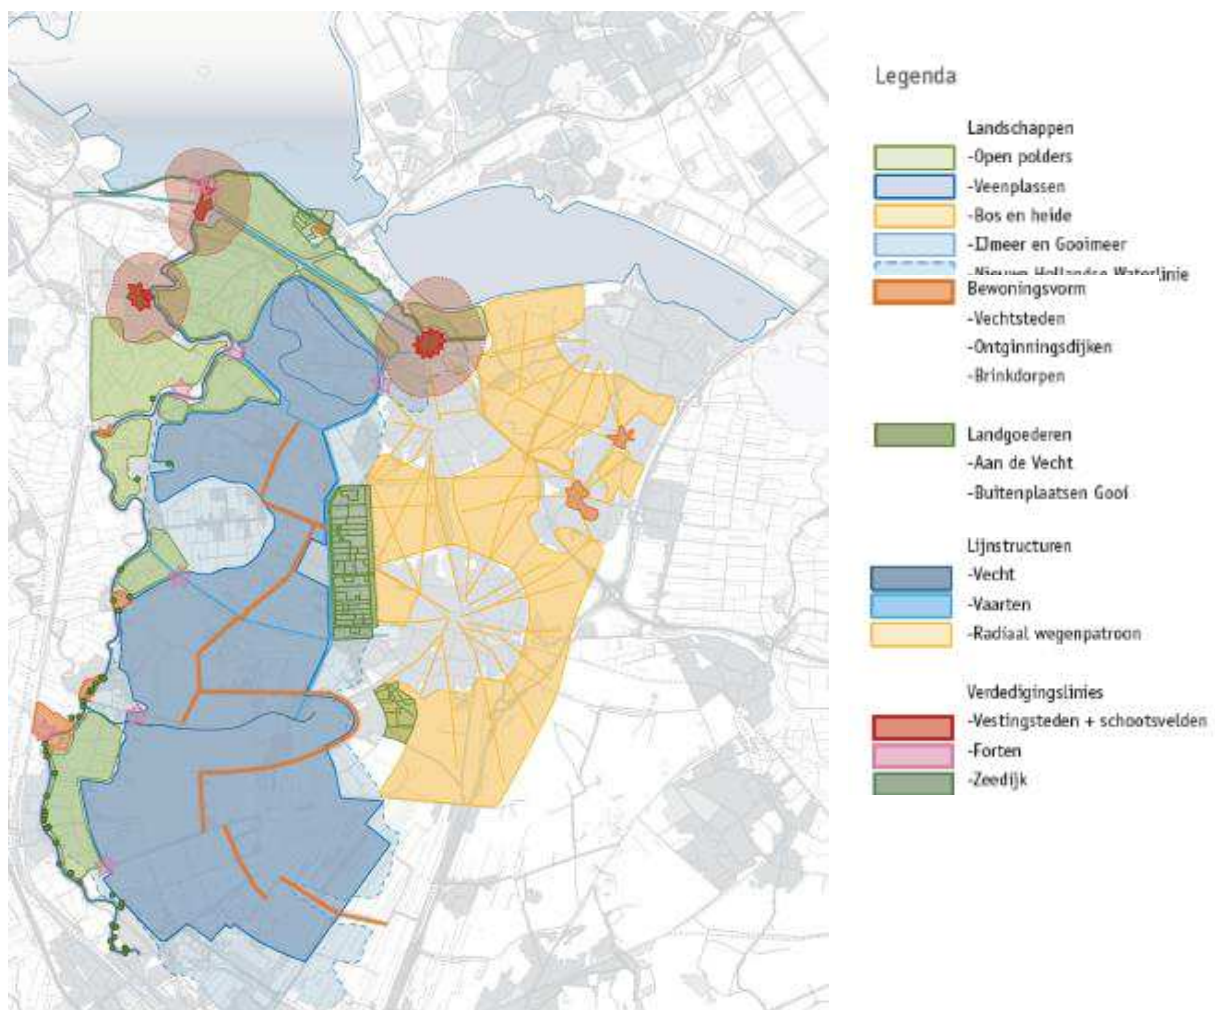 Legenda
Landschappen
-Open polders
-Veenplassen
-Bos en heide
-IJmeer en Gooimeer
-Nieuwe Hollandse Waterlinie
Bewoningsvorm
-Vechtsteden
-Ontginningsdijken
-Brinkdorpen
Landgoederen
-Aan de Vecht
-Buitenplaatsen Gooi
Lijnstructuren
-Vecht
-Vaarten
-Radiaal wegenpatroon
Verdedigingslinies
-Vestingsteden + schootsvelden
-Forten
-Zeedijk